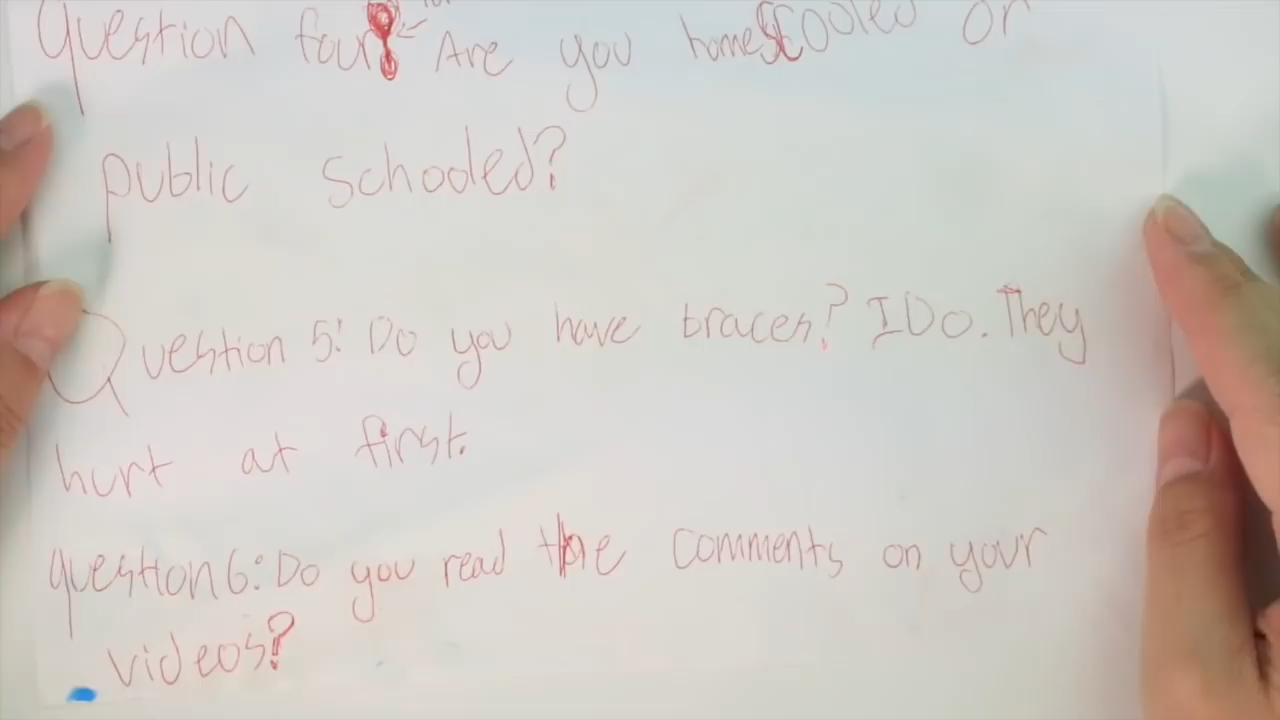 Question four: Are you homescooled or
public schooled?
Question 5: Do you have braces? I Do. They
hurt at first.
question 6: Do you read the comments on your
videos?